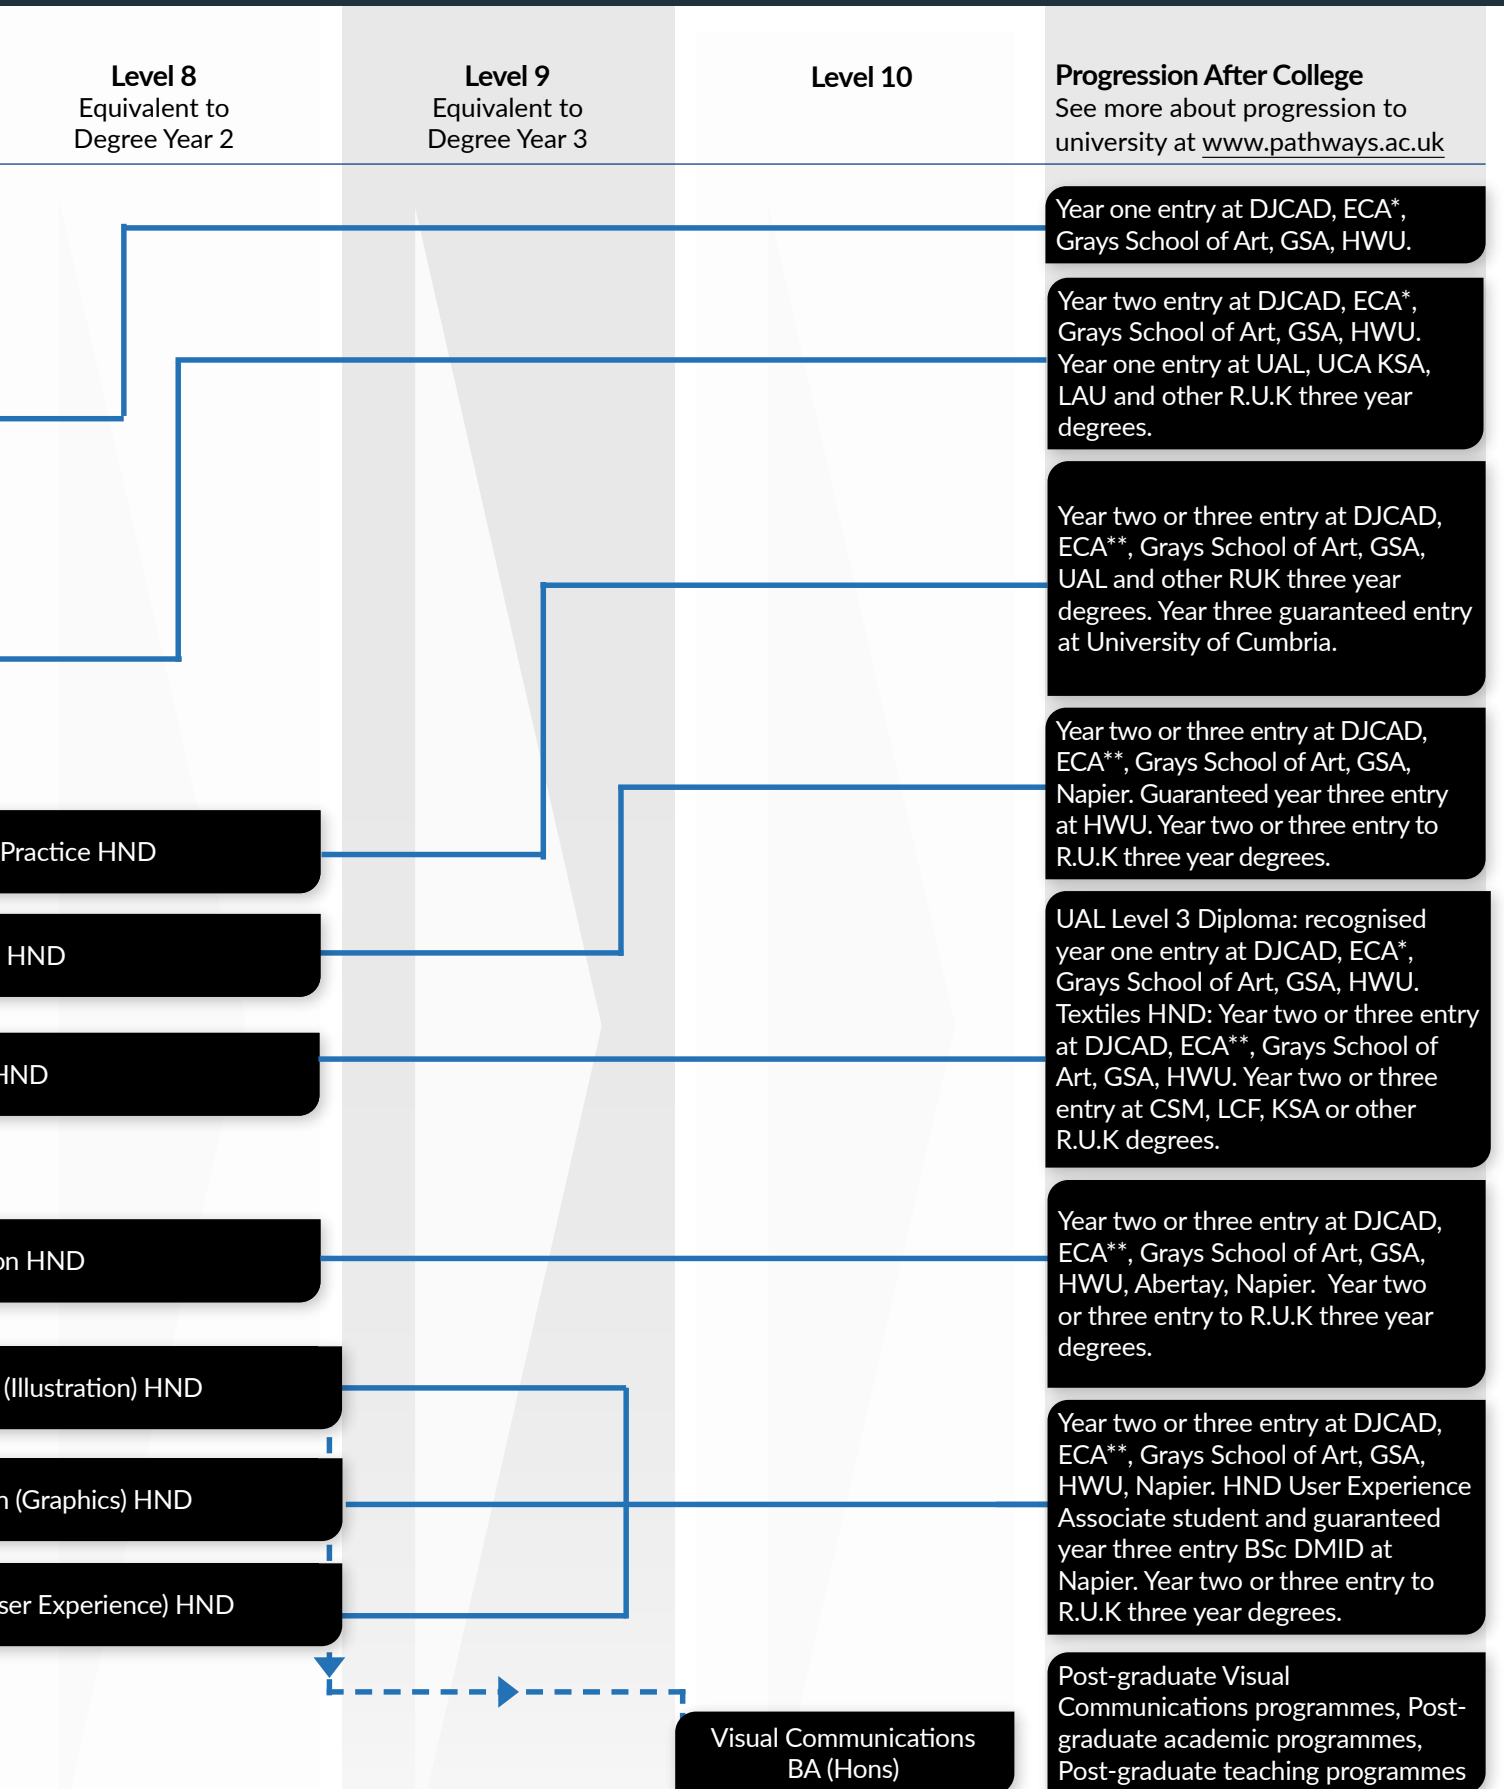 Level 8
Equivalent to
Degree Year 2
Level 9
Equivalent to
Degree Year 3
Level 10
Progression After College
See more about progression to
university at www.pathways.ac.uk
Year one entry at DJCAD, ECA*,
Grays School of Art, GSA, HWU.
Year two entry at DJCAD, ECA*,
Grays School of Art, GSA, HWU.
Year one entry at UAL, UCA KSA,
LAU and other R.U.K three year
degrees.
Year two or three entry at DJCAD,
ECA**, Grays School of Art, GSA,
UAL and other RUK three year
degrees. Year three guaranteed entry
at University of Cumbria.
Practice HND
Year two or three entry at DJCAD,
ECA**, Grays School of Art, GSA,
Napier. Guaranteed year three entry
at HWU. Year two or three entry to
R.U.K three year degrees.
HND
HND
UAL Level 3 Diploma: recognised
year one entry at DJCAD, ECA*,
Grays School of Art, GSA, HWU.
Textiles HND: Year two or three entry
at DJCAD, ECA**, Grays School of
Art, GSA, HWU. Year two or three
entry at CSM, LCF, KSA or other
R.U.K degrees.
on HND
Year two or three entry at DJCAD,
ECA**, Grays School of Art, GSA,
HWU, Abertay, Napier.  Year two
or three entry to R.U.K three year
degrees.
(Illustration) HND
n (Graphics) HND
ser Experience) HND
Year two or three entry at DJCAD,
ECA**, Grays School of Art, GSA,
HWU, Napier. HND User Experience
Associate student and guaranteed
year three entry BSc DMID at
Napier. Year two or three entry to
R.U.K three year degrees.
Visual Communications
BA (Hons)
Post-graduate Visual
Communications programmes, Post-
graduate academic programmes,
Post-graduate teaching programmes